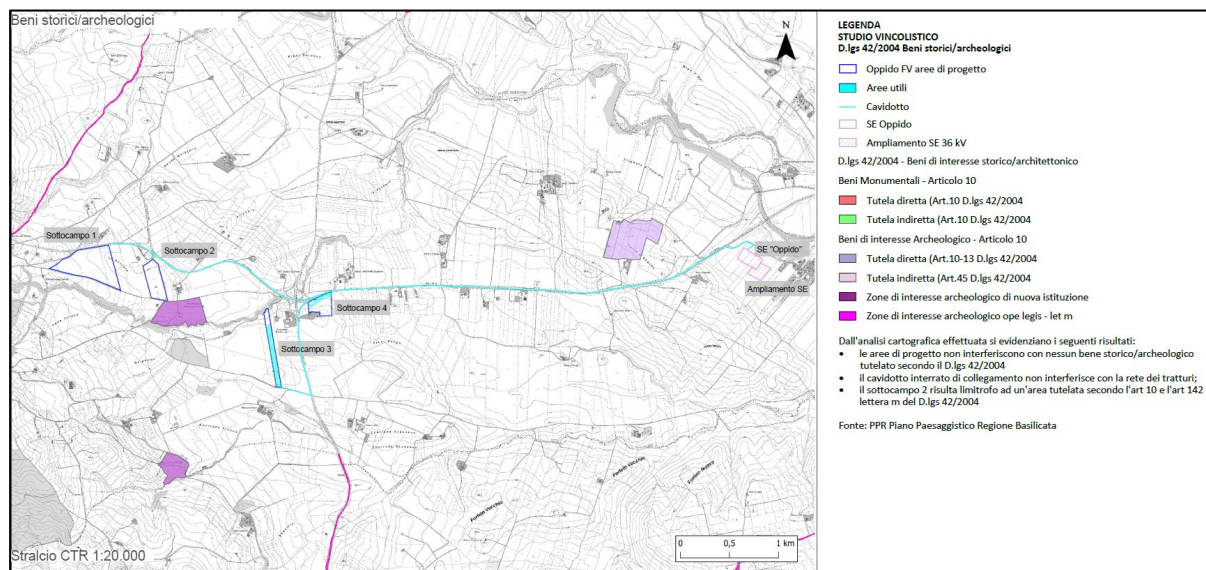 Beni storici/archeologici
N
Sottocampo 1
Sottocampo 2
SE "Oppido"
Ampliamento SE
Sottocampo 4
Sottocampo 3
Forloni Vecchio
Forloni Nuovo
Forloni Vecchio
Stralcio CTR 1:20.000
0 0,5 1 km
LEGENDA
STUDIO VINCOLISTICO
D.lgs 42/2004 Beni storici/archeologici
Oppido FV aree di progetto
Aree utili
Cavidotto
SE Oppido
Ampliamento SE 36 kV
D.lgs 42/2004 - Beni di interesse storico/architettonico
Beni Monumentali - Articolo 10
Tutela diretta (Art.10 D.lgs 42/2004
Tutela indiretta (Art.10 D.lgs 42/2004
Beni di interesse Archeologico - Articolo 10
Tutela diretta (Art.10-13 D.lgs 42/2004
Tutela indiretta (Art.45 D.lgs 42/2004
Zone di interesse archeologico di nuova istituzione
Zone di interesse archeologico ope legis - let m
Dall'analisi cartografica effettuata si evidenziano i seguenti risultati:
• le aree di progetto non interferiscono con nessun bene storico/archeologico
tutelato secondo il D.lgs 42/2004
• il cavidotto interrato di collegamento non interferisce con la rete dei tratturi;
• il sottocampo 2 risulta limitrofo ad un'area tutelata secondo l'art 10 e l'art 142
lettera m del D.lgs 42/2004
Fonte: PPR Piano Paesaggistico Regione Basilicata